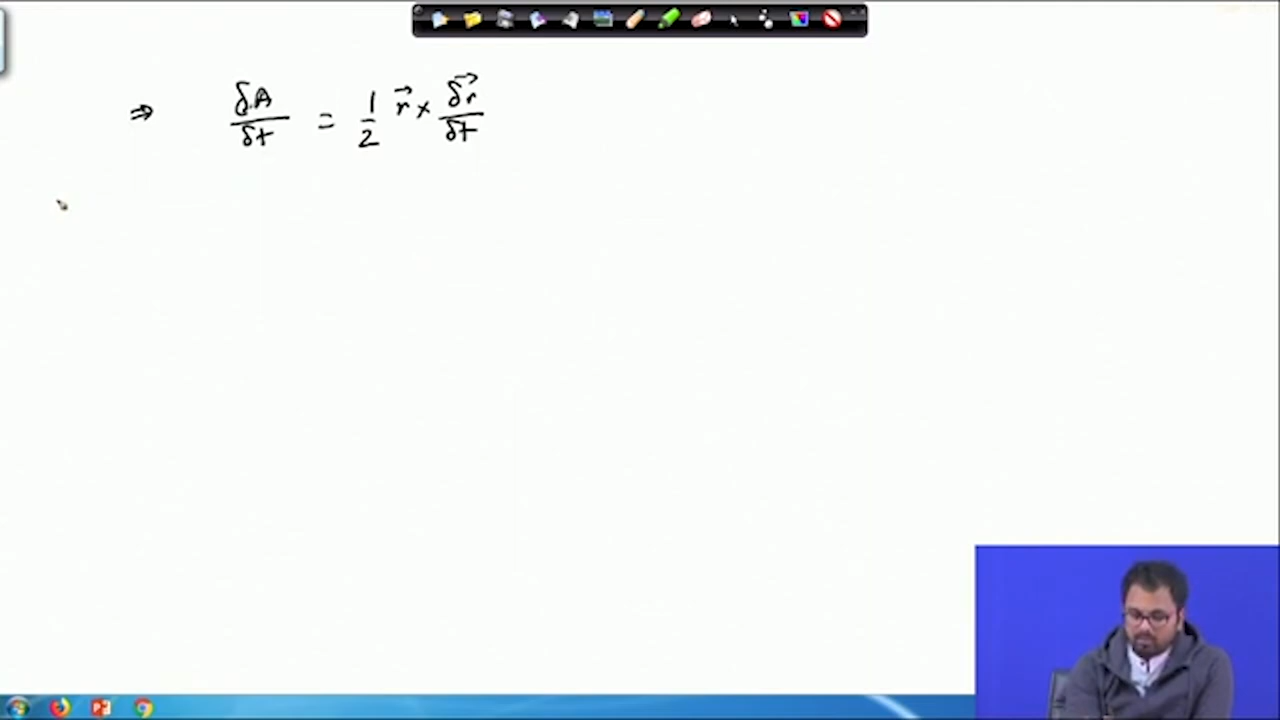 ⇒ δA/δt = 1/2 r⃗ × δr⃗/δt